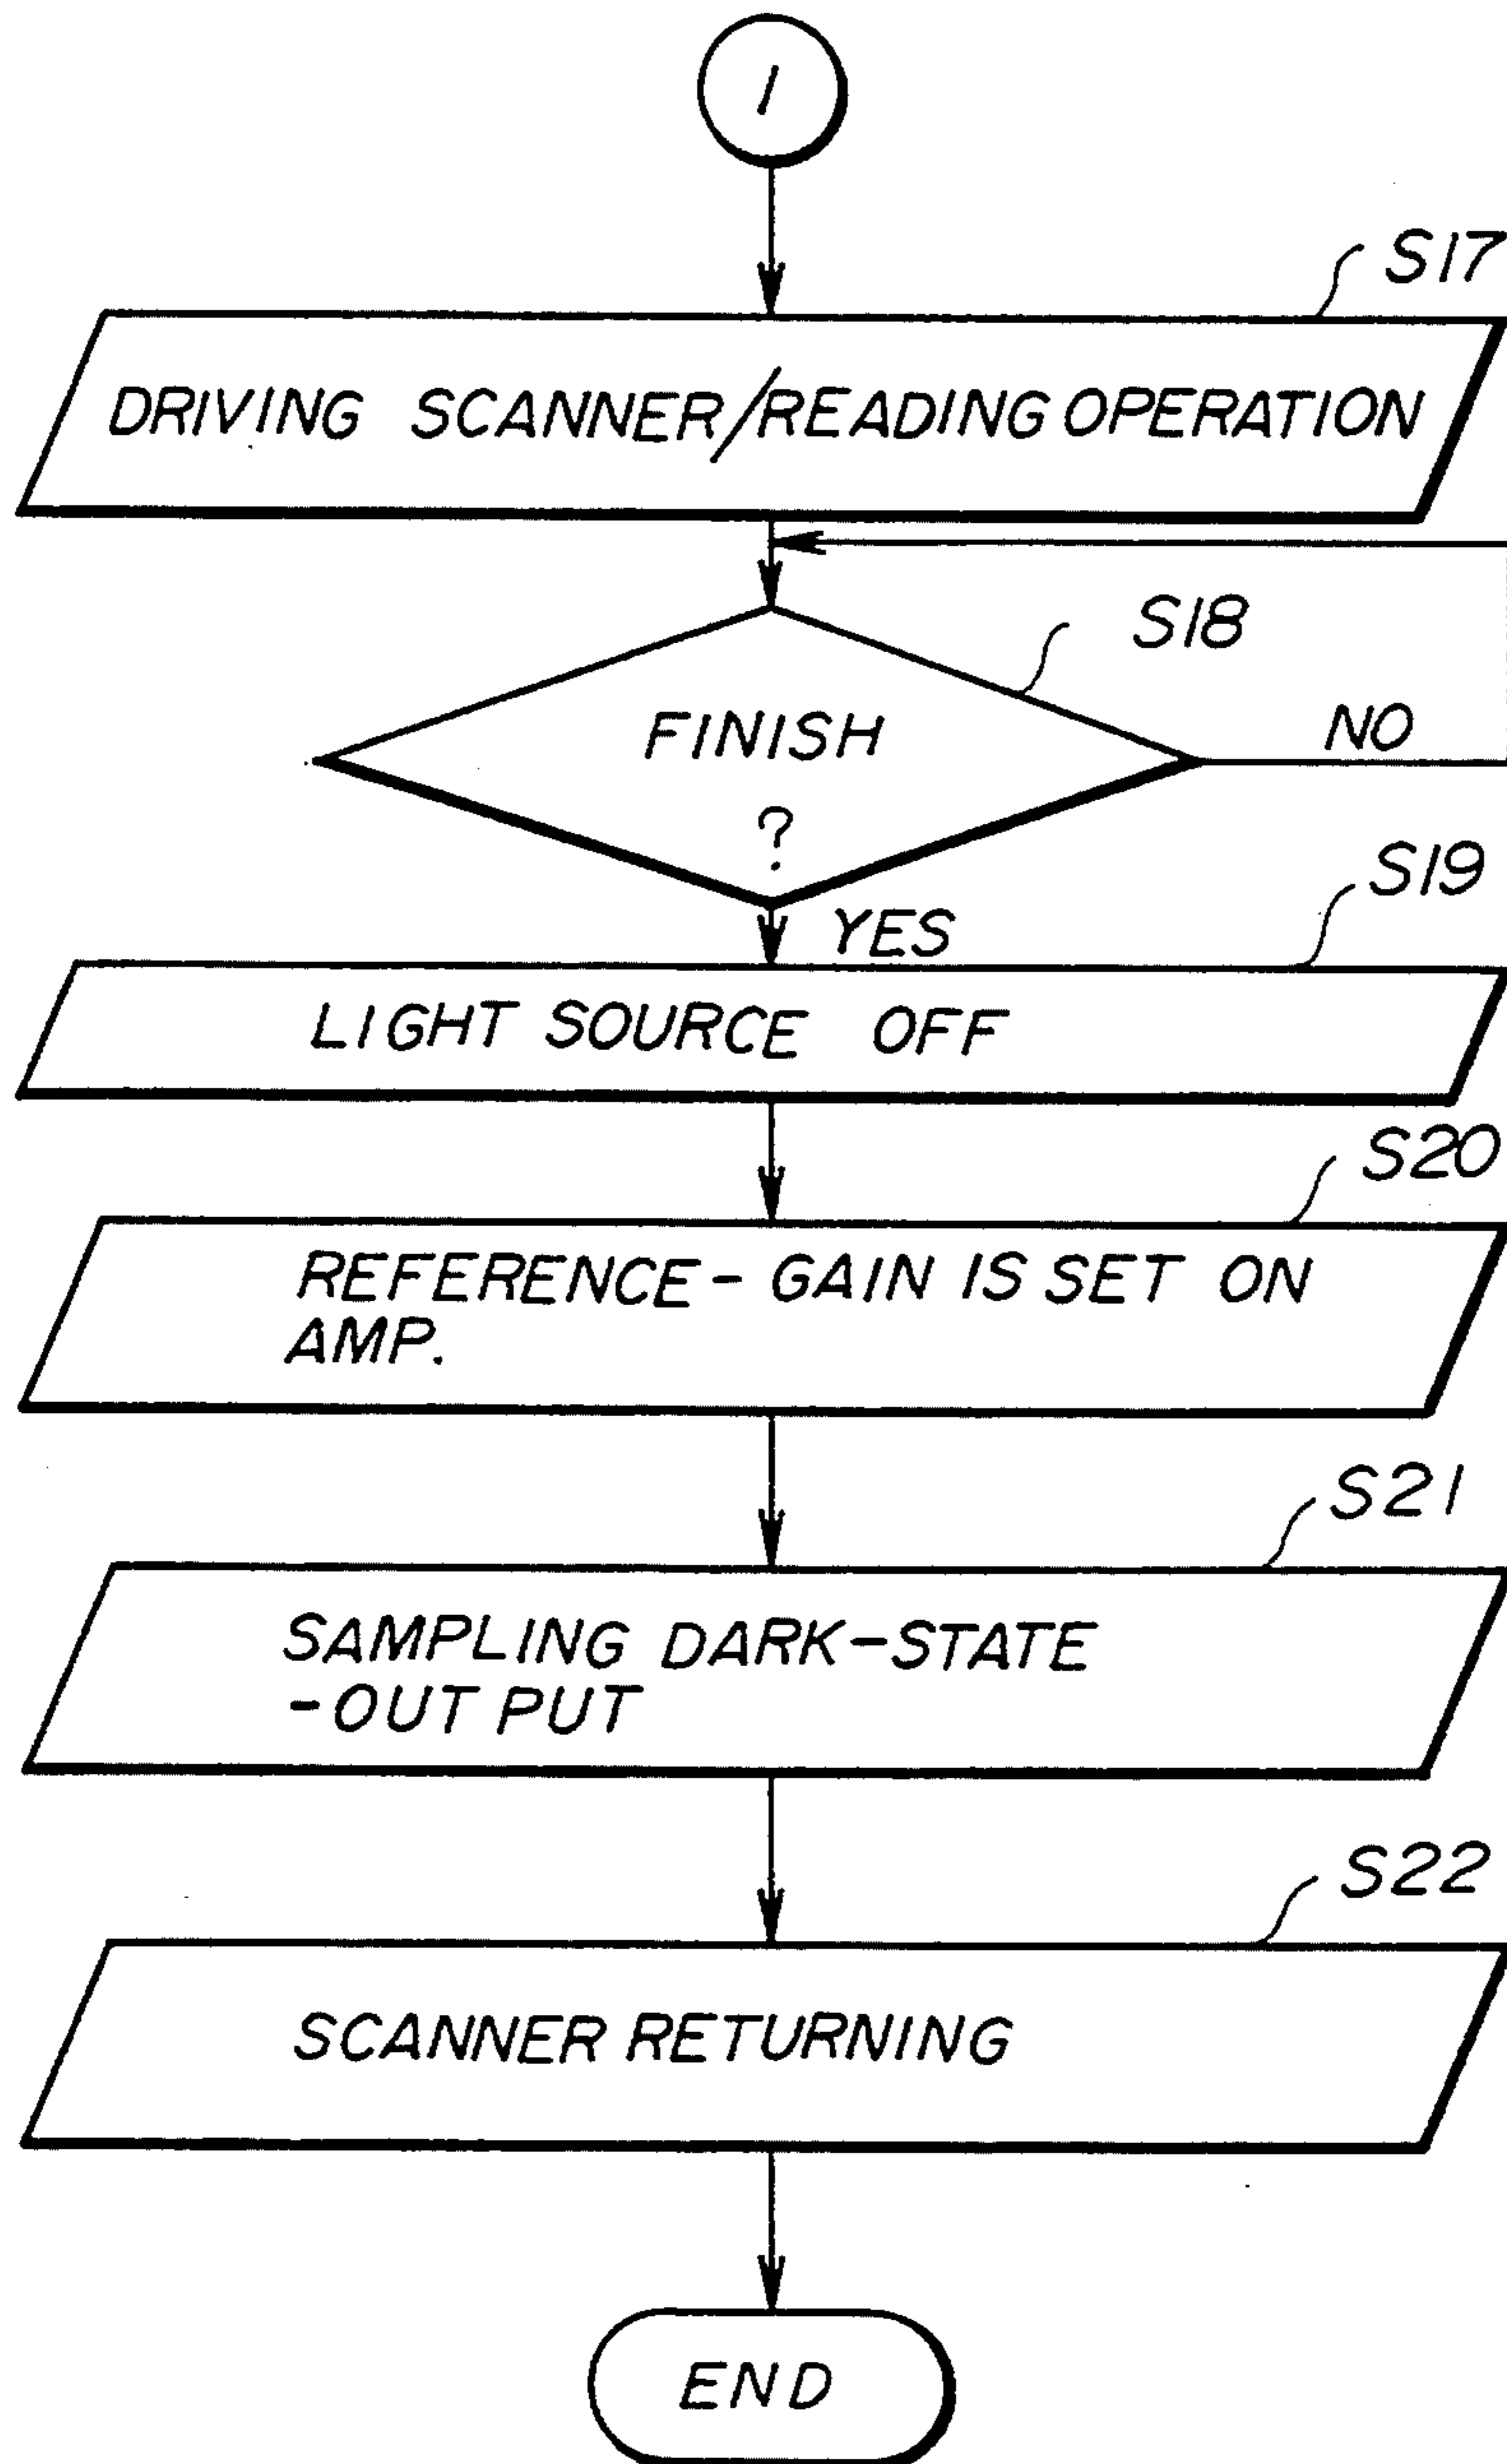 1
S17
DRIVING SCANNER/READING OPERATION
S18
FINISH
?
NO
YES
S19
LIGHT SOURCE OFF
S20
REFERENCE-GAIN IS SET ON
AMP.
S21
SAMPLING DARK-STATE
-OUT PUT
S22
SCANNER RETURNING
END